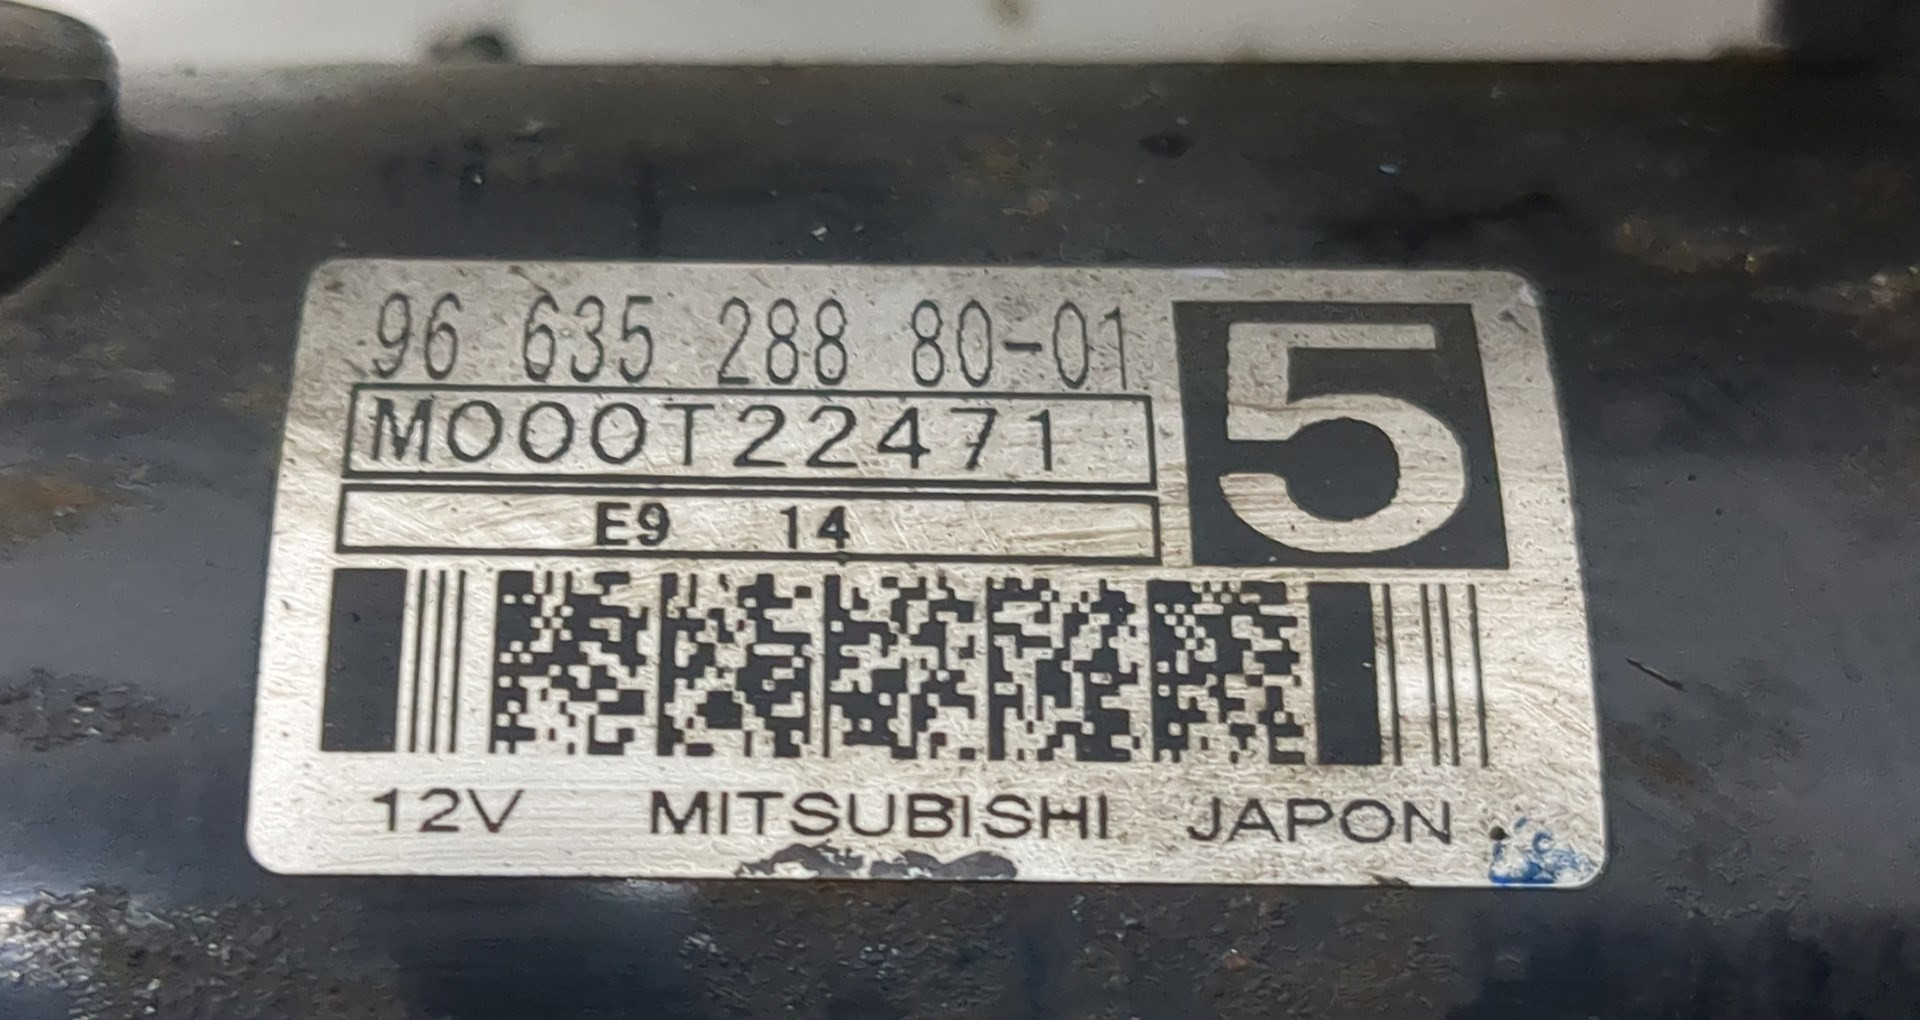 96 635 288 80-01
M000T22471
5
E9 14
12V MITSUBISHI JAPON